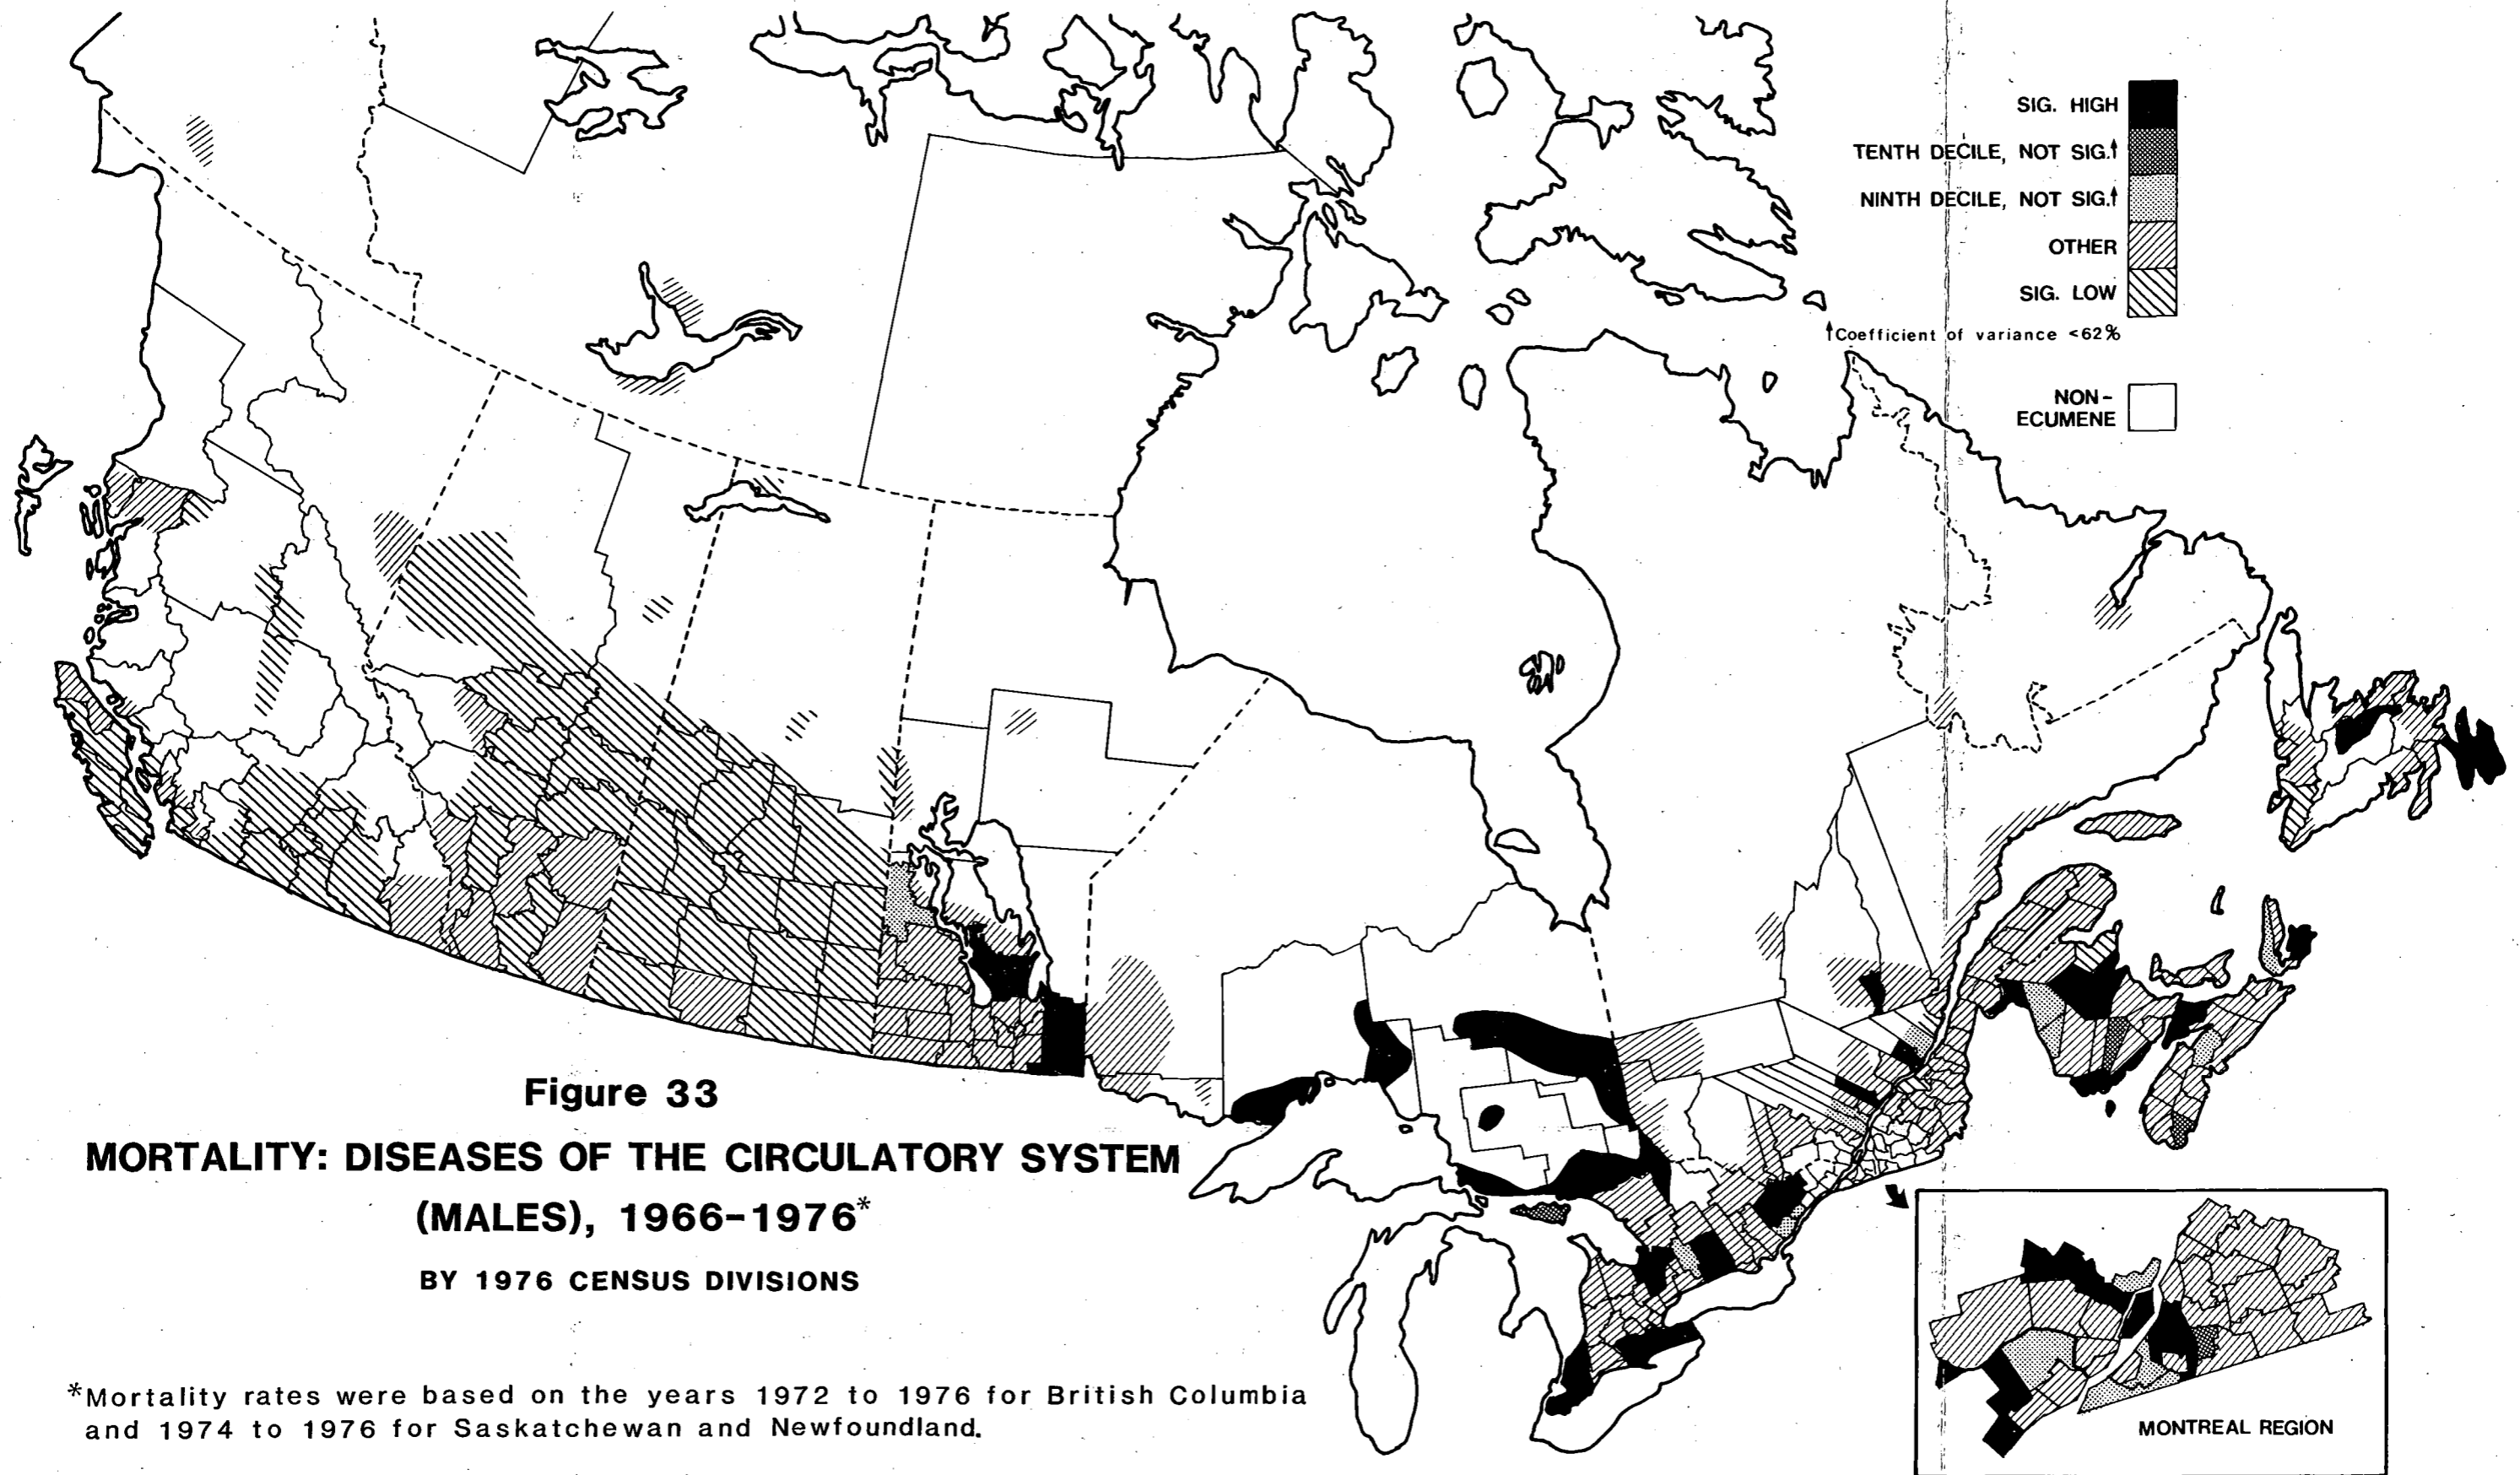 SIG. HIGH
TENTH DECILE, NOT SIG.†
NINTH DECILE, NOT SIG.†
OTHER
SIG. LOW
†Coefficient of variance <62%
NON-
ECUMENE
Figure 33
MORTALITY: DISEASES OF THE CIRCULATORY SYSTEM
(MALES), 1966-1976*
BY 1976 CENSUS DIVISIONS
*Mortality rates were based on the years 1972 to 1976 for British Columbia
and 1974 to 1976 for Saskatchewan and Newfoundland.
MONTREAL REGION